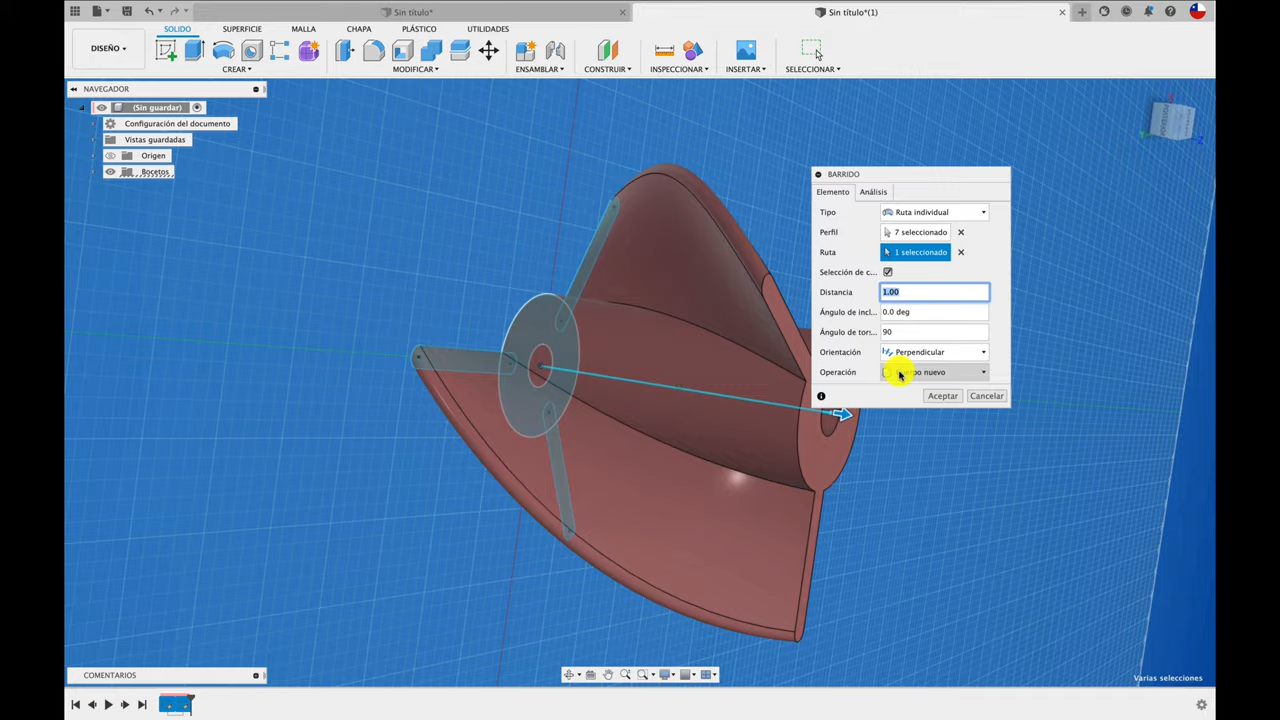 Sin título*
Sin título*(1)
DISEÑO
SOLIDO
SUPERFICIE
MALLA
CHAPA
PLÁSTICO
UTILIDADES
CREAR
MODIFICAR
ENSAMBLAR
CONSTRUIR
INSPECCIONAR
INSERTAR
SELECCIONAR
NAVEGADOR
(Sin guardar)
Configuración del documento
Vistas guardadas
Origen
Bocetos
BARRIDO
Elemento
Análisis
Tipo
Ruta individual
Perfil
7 seleccionado
Ruta
1 seleccionado
Selección de c...
Distancia
1.00
Ángulo de incl...
0.0 deg
Ángulo de tors...
90
Orientación
Perpendicular
Operación
nuevo
Aceptar
Cancelar
COMENTARIOS
Varias selecciones